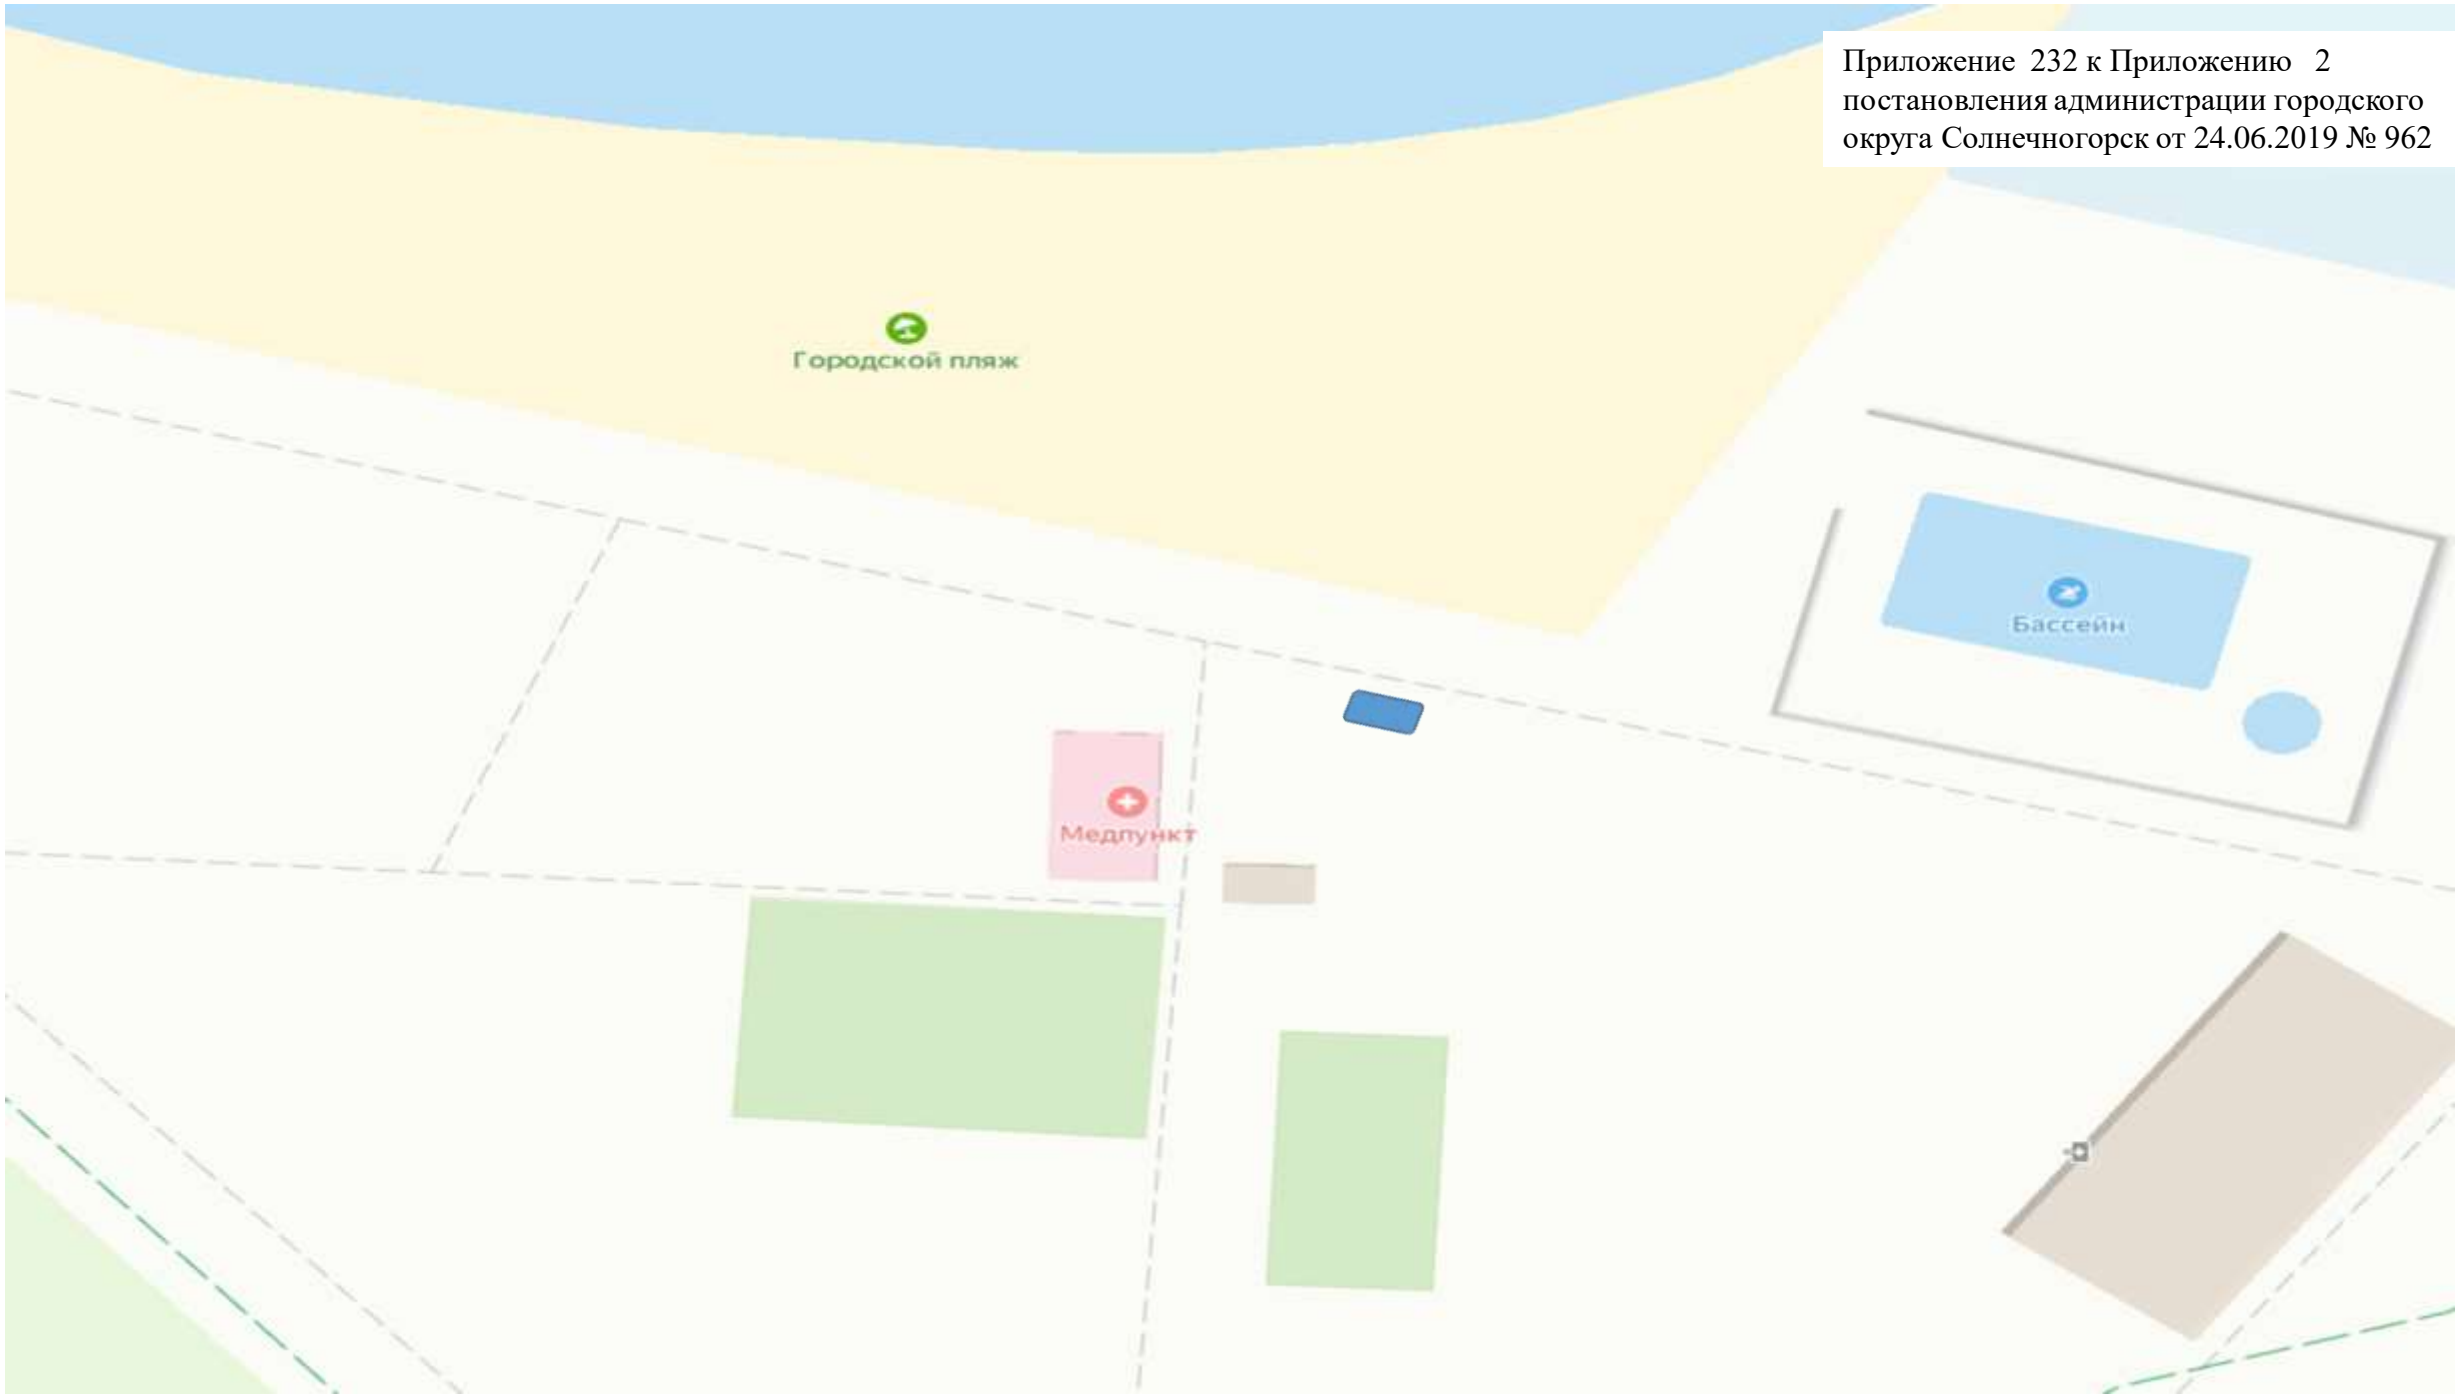 Приложение 232 к Приложению 2
постановления администрации городского
округа Солнечногорск от 24.06.2019 № 962
Городской пляж
Бассейн
Медпункт